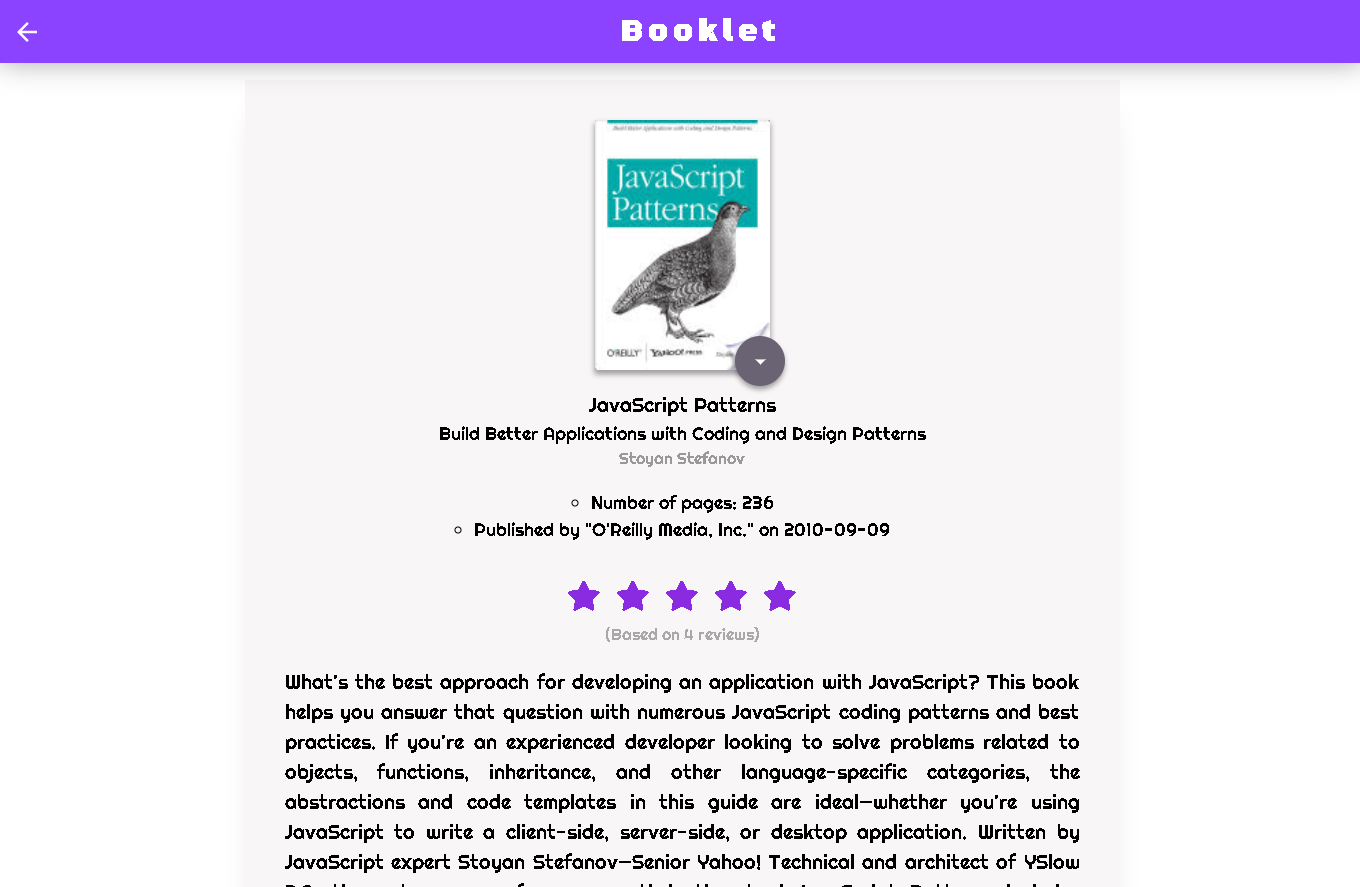 Booklet
Build Better Applications with Coding and Design Patterns
JavaScript
Patterns
O'REILLY YAHOO! PRESS
JavaScript Patterns
Build Better Applications with Coding and Design Patterns
Stoyan Stefanov
Number of pages: 236
Published by "O'Reilly Media, Inc." on 2010-09-09
(Based on 4 reviews)
What's the best approach for developing an application with JavaScript? This book
helps you answer that question with numerous JavaScript coding patterns and best
practices. If you're an experienced developer looking to solve problems related to
objects, functions, inheritance, and other language-specific categories, the
abstractions and code templates in this guide are ideal—whether you're using
JavaScript to write a client-side, server-side, or desktop application. Written by
JavaScript expert Stoyan Stefanov—Senior Yahoo! Technical and architect of YSlow